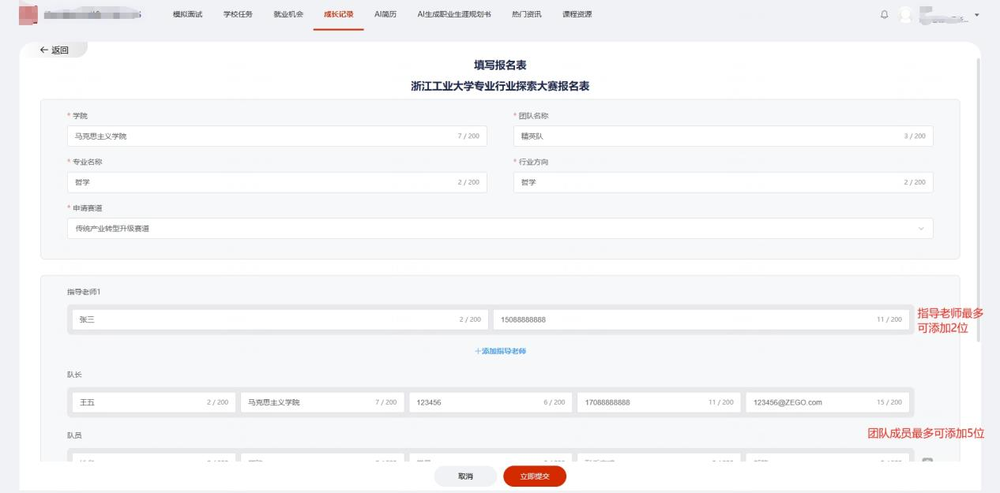 模拟面试 学校任务 就业机会 成长记录 AI简历 AI生成职业生涯规划书 热门资讯 课程资源
← 返回
填写报名表
浙江工业大学专业行业探索大赛报名表
* 学院 * 团队名称
马克思主义学院 7 / 200 精英队 3 / 200
* 专业名称 * 行业方向
哲学 2 / 200 哲学 2 / 200
* 申请赛道
传统产业转型升级赛道
指导老师1
张三 2 / 200 15088888888 11 / 200
指导老师最多
可添加2位
+添加指导老师
队长
王五 2 / 200 马克思主义学院 7 / 200 123456 6 / 200 17088888888 11 / 200 123456@ZEGO.com 15 / 200
队员
团队成员最多可添加5位
取消 立即提交